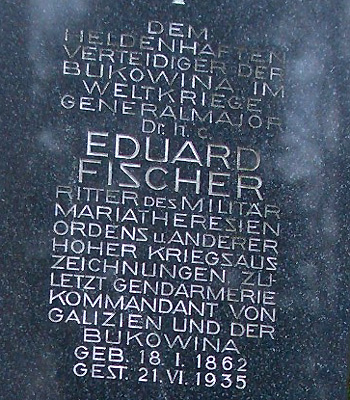 DEM
HELDENHAFTEN
VERTEIDIGER DER
BUKOWINA IM
WELTKRIEGE
GENERALMAJOR
Dr. h. c.
EDUARD
FISCHER
RITTER DES MILITÄR
MARIATHERESIEN
ORDENS u. ANDERER
HOHER KRIEGSAUS
ZEICHNUNGEN ZU-
LETZT GENDARMERIE
KOMMANDANT VON
GALIZIEN UND DER
BUKOWINA
GEB. 18. I. 1862
GEST. 21. VI. 1935